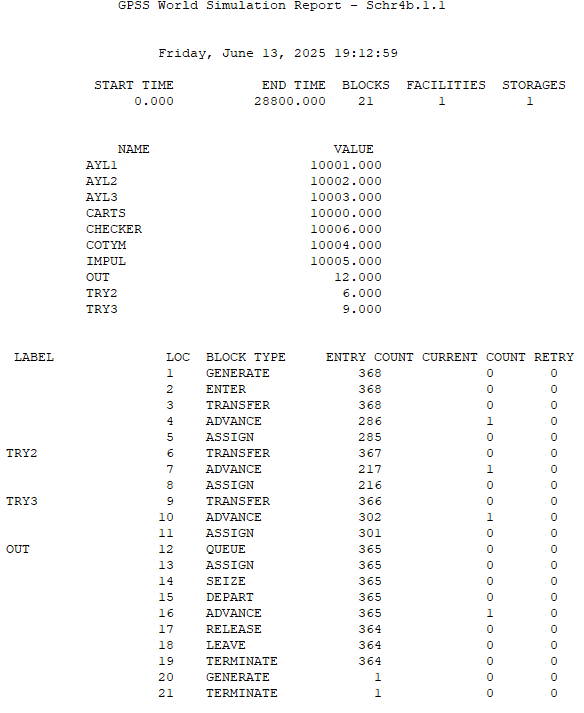 GPSS World Simulation Report - Schr4b.1.1
Friday, June 13, 2025 19:12:59
START TIME END TIME BLOCKS FACILITIES STORAGES
0.000 28800.000 21 1 1
NAME VALUE
AYL1 10001.000
AYL2 10002.000
AYL3 10003.000
CARTS 10000.000
CHECKER 10006.000
COTYM 10004.000
IMPUL 10005.000
OUT 12.000
TRY2 6.000
TRY3 9.000
LABEL LOC BLOCK TYPE ENTRY COUNT CURRENT COUNT RETRY
1 GENERATE 368 0 0
2 ENTER 368 0 0
3 TRANSFER 368 0 0
4 ADVANCE 286 1 0
5 ASSIGN 285 0 0
TRY2 6 TRANSFER 367 0 0
7 ADVANCE 217 1 0
8 ASSIGN 216 0 0
TRY3 9 TRANSFER 366 0 0
10 ADVANCE 302 1 0
11 ASSIGN 301 0 0
OUT 12 QUEUE 365 0 0
13 ASSIGN 365 0 0
14 SEIZE 365 0 0
15 DEPART 365 0 0
16 ADVANCE 365 1 0
17 RELEASE 364 0 0
18 LEAVE 364 0 0
19 TERMINATE 364 0 0
20 GENERATE 1 0 0
21 TERMINATE 1 0 0